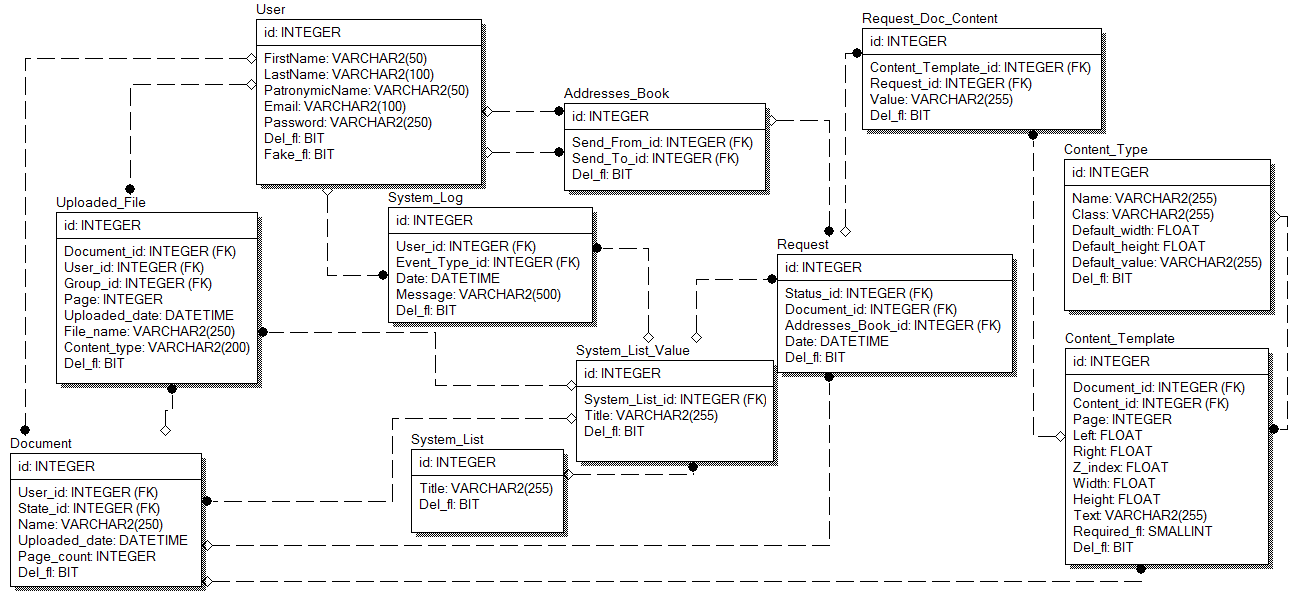 User
id: INTEGER
FirstName: VARCHAR2(50)
LastName: VARCHAR2(100)
PatronymicName: VARCHAR2(50)
Email: VARCHAR2(100)
Password: VARCHAR2(250)
Del_fl: BIT
Fake_fl: BIT
Addresses_Book
id: INTEGER
Send_From_id: INTEGER (FK)
Send_To_id: INTEGER (FK)
Del_fl: BIT
Request_Doc_Content
id: INTEGER
Content_Template_id: INTEGER (FK)
Request_id: INTEGER (FK)
Value: VARCHAR2(255)
Del_fl: BIT
Content_Type
id: INTEGER
Name: VARCHAR2(255)
Class: VARCHAR2(255)
Default_width: FLOAT
Default_height: FLOAT
Default_value: VARCHAR2(255)
Del_fl: BIT
Uploaded_File
id: INTEGER
Document_id: INTEGER (FK)
User_id: INTEGER (FK)
Group_id: INTEGER (FK)
Page: INTEGER
Uploaded_date: DATETIME
File_name: VARCHAR2(250)
Content_type: VARCHAR2(200)
Del_fl: BIT
System_Log
id: INTEGER
User_id: INTEGER (FK)
Event_Type_id: INTEGER (FK)
Date: DATETIME
Message: VARCHAR2(500)
Del_fl: BIT
Request
id: INTEGER
Status_id: INTEGER (FK)
Document_id: INTEGER (FK)
Addresses_Book_id: INTEGER (FK)
Date: DATETIME
Del_fl: BIT
System_List_Value
id: INTEGER
System_List_id: INTEGER (FK)
Title: VARCHAR2(255)
Del_fl: BIT
Content_Template
id: INTEGER
Document_id: INTEGER (FK)
Content_id: INTEGER (FK)
Page: INTEGER
Left: FLOAT
Right: FLOAT
Z_index: FLOAT
Width: FLOAT
Height: FLOAT
Text: VARCHAR2(255)
Required_fl: SMALLINT
Del_fl: BIT
Document
id: INTEGER
User_id: INTEGER (FK)
State_id: INTEGER (FK)
Name: VARCHAR2(250)
Uploaded_date: DATETIME
Page_count: INTEGER
Del_fl: BIT
System_List
id: INTEGER
Title: VARCHAR2(255)
Del_fl: BIT